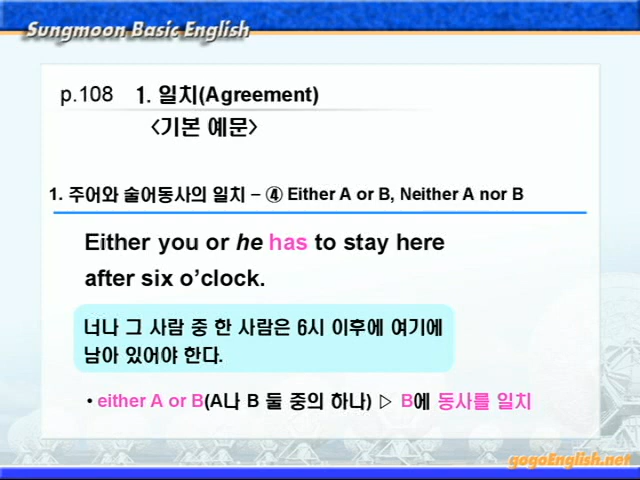 Sungmoon Basic English
p.108 1. 일치(Agreement)
<기본 예문>
1. 주어와 술어동사의 일치 – ④ Either A or B, Neither A nor B
Either you or he has to stay here
after six o’clock.
너나 그 사람 중 한 사람은 6시 이후에 여기에
남아 있어야 한다.
• either A or B(A나 B 둘 중의 하나) ▷ B에 동사를 일치
gogoEnglish.net